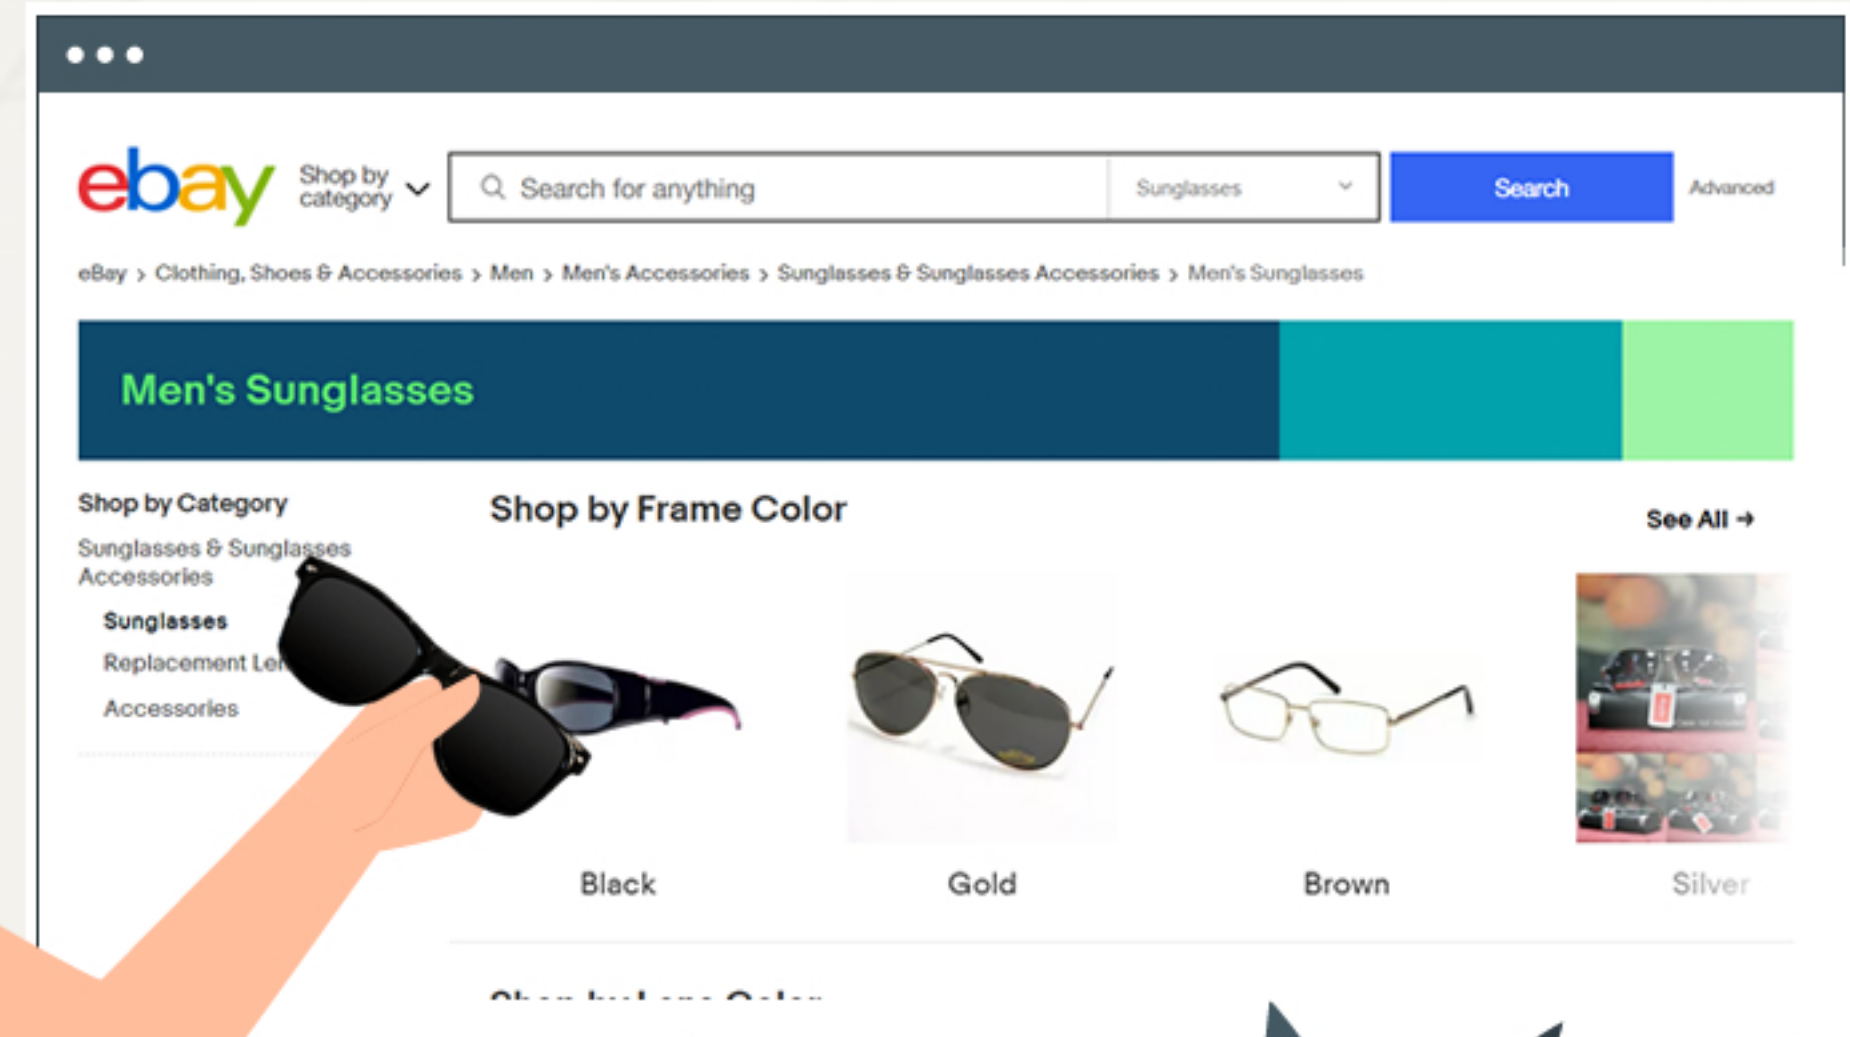 ebay
Shop by
category
Search for anything
Sunglasses
Search
Advanced
eBay > Clothing, Shoes & Accessories > Men > Men's Accessories > Sunglasses & Sunglasses Accessories > Men's Sunglasses
Men's Sunglasses
Shop by Category
Sunglasses & Sunglasses
Accessories
Sunglasses
Replacement
Accessories
Shop by Frame Color
See All →
Black
Gold
Brown
Silver